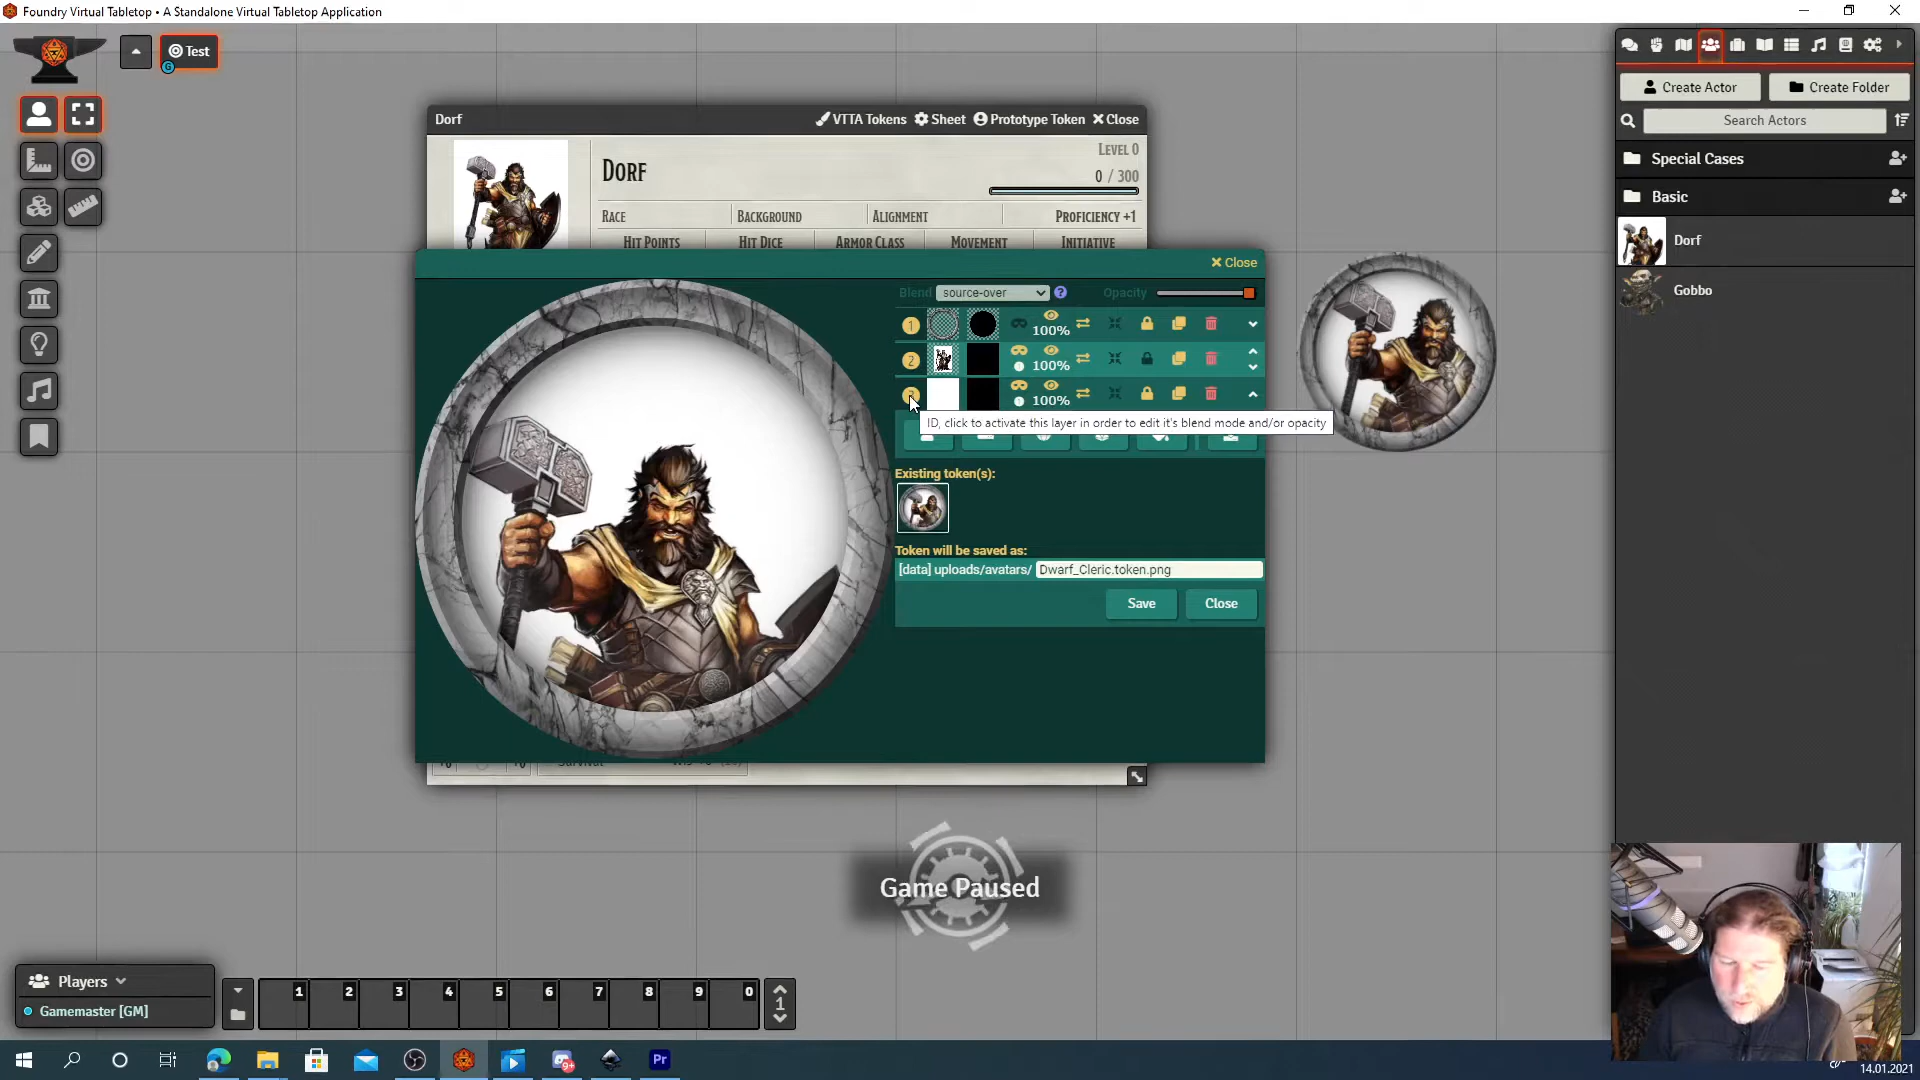 Foundry Virtual Tabletop • A Standalone Virtual Tabletop Application
Test
G
Create Actor
Create Folder
Search Actors
Special Cases
Basic
Dorf
Gobbo
Dorf
VTTA Tokens
Sheet
Prototype Token
Close
DORF
LEVEL 0
0 / 300
RACE
BACKGROUND
ALIGNMENT
PROFICIENCY +1
HIT POINTS
HIT DICE
ARMOR CLASS
MOVEMENT
INITIATIVE
Close
Blend source-over ? Opacity
1 100%
2 100%
100%
ID, click to activate this layer in order to edit it's blend mode and/or opacity
Existing token(s):
Token will be saved as:
[data] uploads/avatars/ Dwarf_Cleric.token.png
Save
Close
Game Paused
Players
Gamemaster [GM]
1 2 3 4 5 6 7 8 9 0
1
9+
Pr
14.01.2021